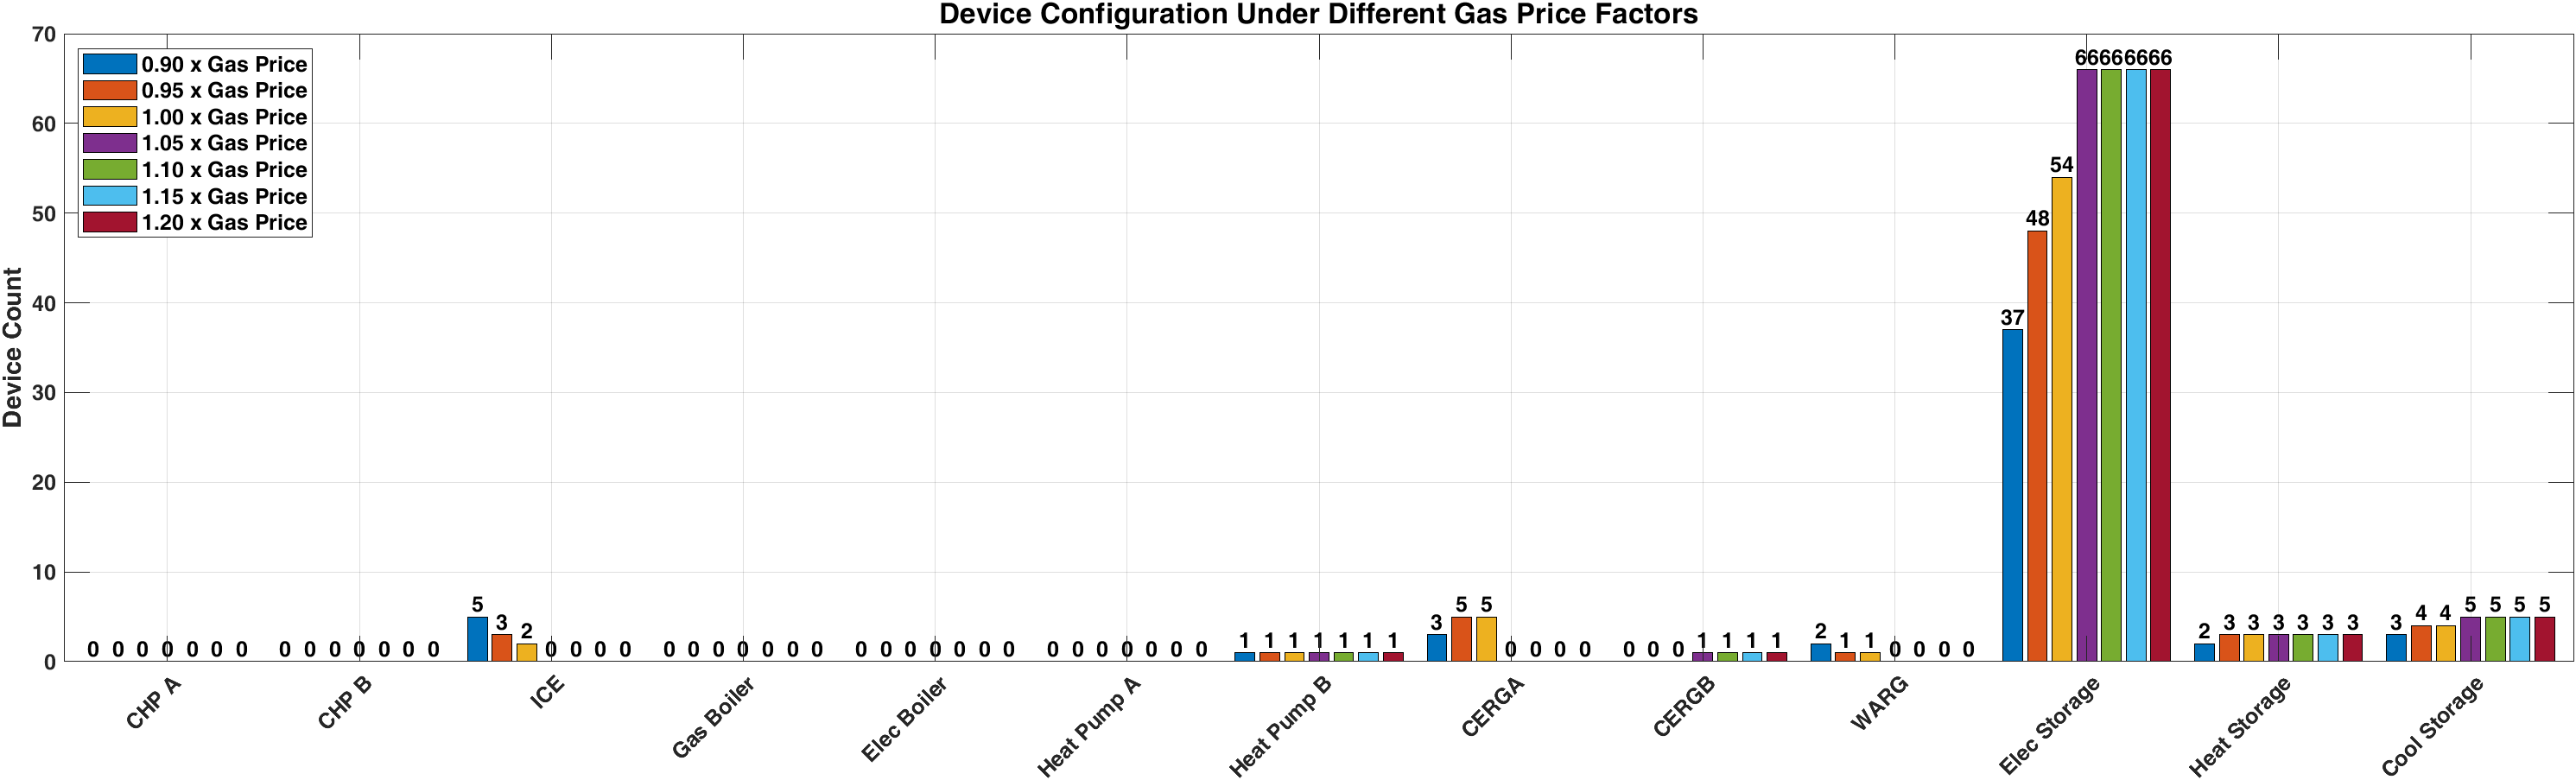 Device Configuration Under Different Gas Price Factors
Device Count
70
60
50
40
30
20
10
0
0.90 x Gas Price
0.95 x Gas Price
1.00 x Gas Price
1.05 x Gas Price
1.10 x Gas Price
1.15 x Gas Price
1.20 x Gas Price
0 0 0 0 0 0 0
0 0 0 0 0 0 0
5 3 2 0 0 0 0
0 0 0 0 0 0 0
0 0 0 0 0 0 0
0 0 0 0 0 0 0
1 1 1 1 1 1 1
3 5 5 0 0 0 0
0 0 0 1 1 1 1
2 1 1 0 0 0 0
37 48 54 66 66 66 66
2 3 3 3 3 3 3
3 4 4 5 5 5 5
CHP A
CHP B
ICE
Gas Boiler
Elec Boiler
Heat Pump A
Heat Pump B
CERGA
CERGB
WARG
Elec Storage
Heat Storage
Cool Storage